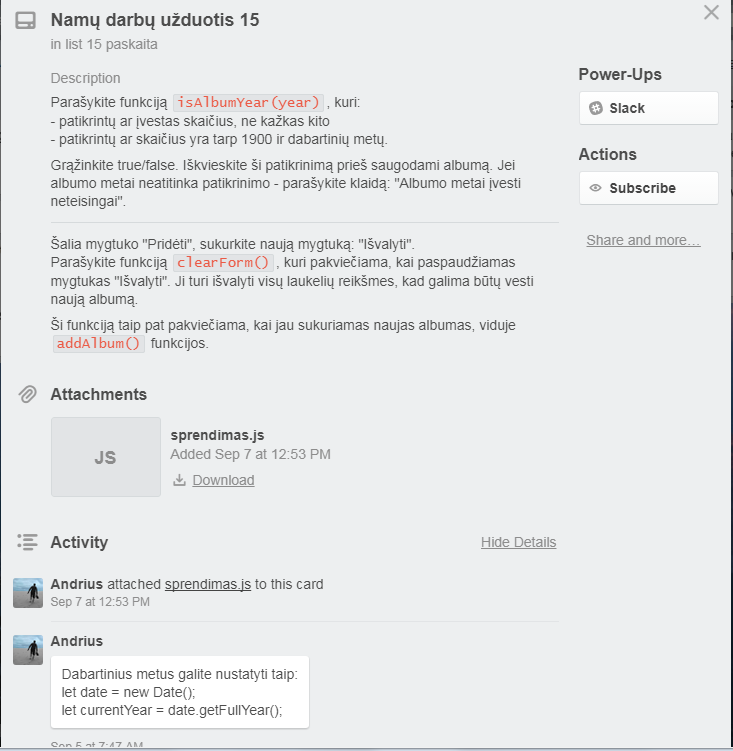 Namų darbų užduotis 15
in list 15 paskaita
Description
Parašykite funkciją isAlbumYear(year), kuri:
- patikrintų ar įvestas skaičius, ne kažkas kito
- patikrintų ar skaičius yra tarp 1900 ir dabartinių metų.
Grąžinkite true/false. Iškvieskite ši patikrinimą prieš saugodami albumą. Jei
albumo metai neatitinka patikrinimo - parašykite klaidą: "Albumo metai įvesti
neteisingai".
Šalia mygtuko "Pridėti", sukurkite naują mygtuką: "Išvalyti".
Parašykite funkciją clearForm(), kuri pakviečiama, kai paspaudžiamas
mygtukas "Išvalyti". Ji turi išvalyti visų laukelių reikšmes, kad galima būtų vesti
naują albumą.
Ši funkciją taip pat pakviečiama, kai jau sukuriamas naujas albumas, viduje
addAlbum() funkcijos.
Attachments
JS
sprendimas.js
Added Sep 7 at 12:53 PM
Download
Activity
Hide Details
Andrius attached sprendimas.js to this card
Sep 7 at 12:53 PM
Andrius
Dabartinius metus galite nustatyti taip:
let date = new Date();
let currentYear = date.getFullYear();
Sep 5 at 7:47 AM
Power-Ups
Slack
Actions
Subscribe
Share and more…